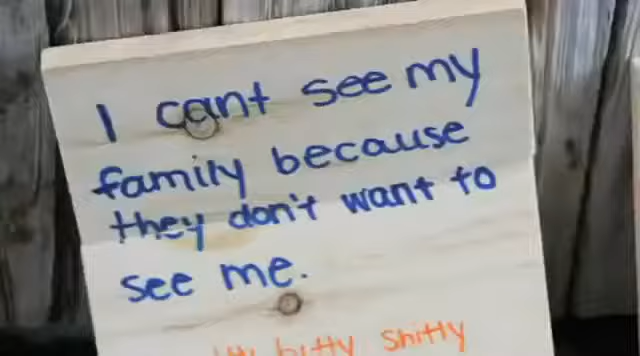 I cant see my
family because
they don't want to
see me.
bitty shitty